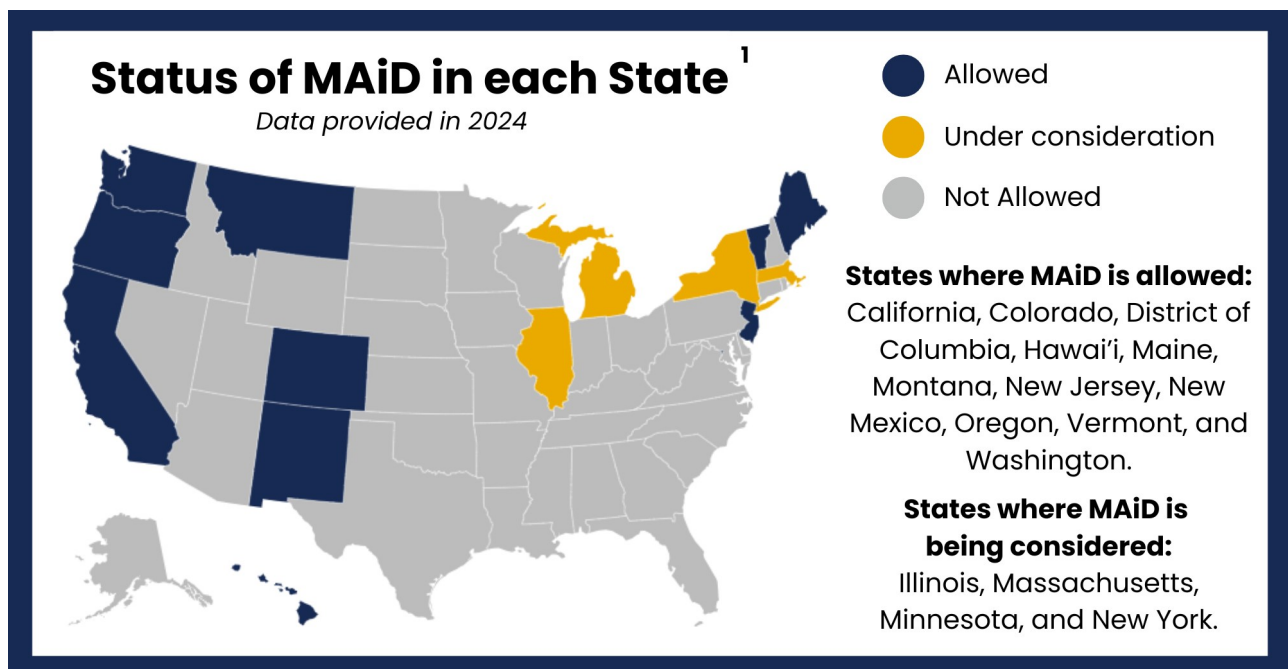 Status of MAiD in each State 1
Data provided in 2024
Allowed
Under consideration
Not Allowed
States where MAiD is allowed:
California, Colorado, District of
Columbia, Hawai’i, Maine,
Montana, New Jersey, New
Mexico, Oregon, Vermont, and
Washington.
States where MAiD is
being considered:
Illinois, Massachusetts,
Minnesota, and New York.